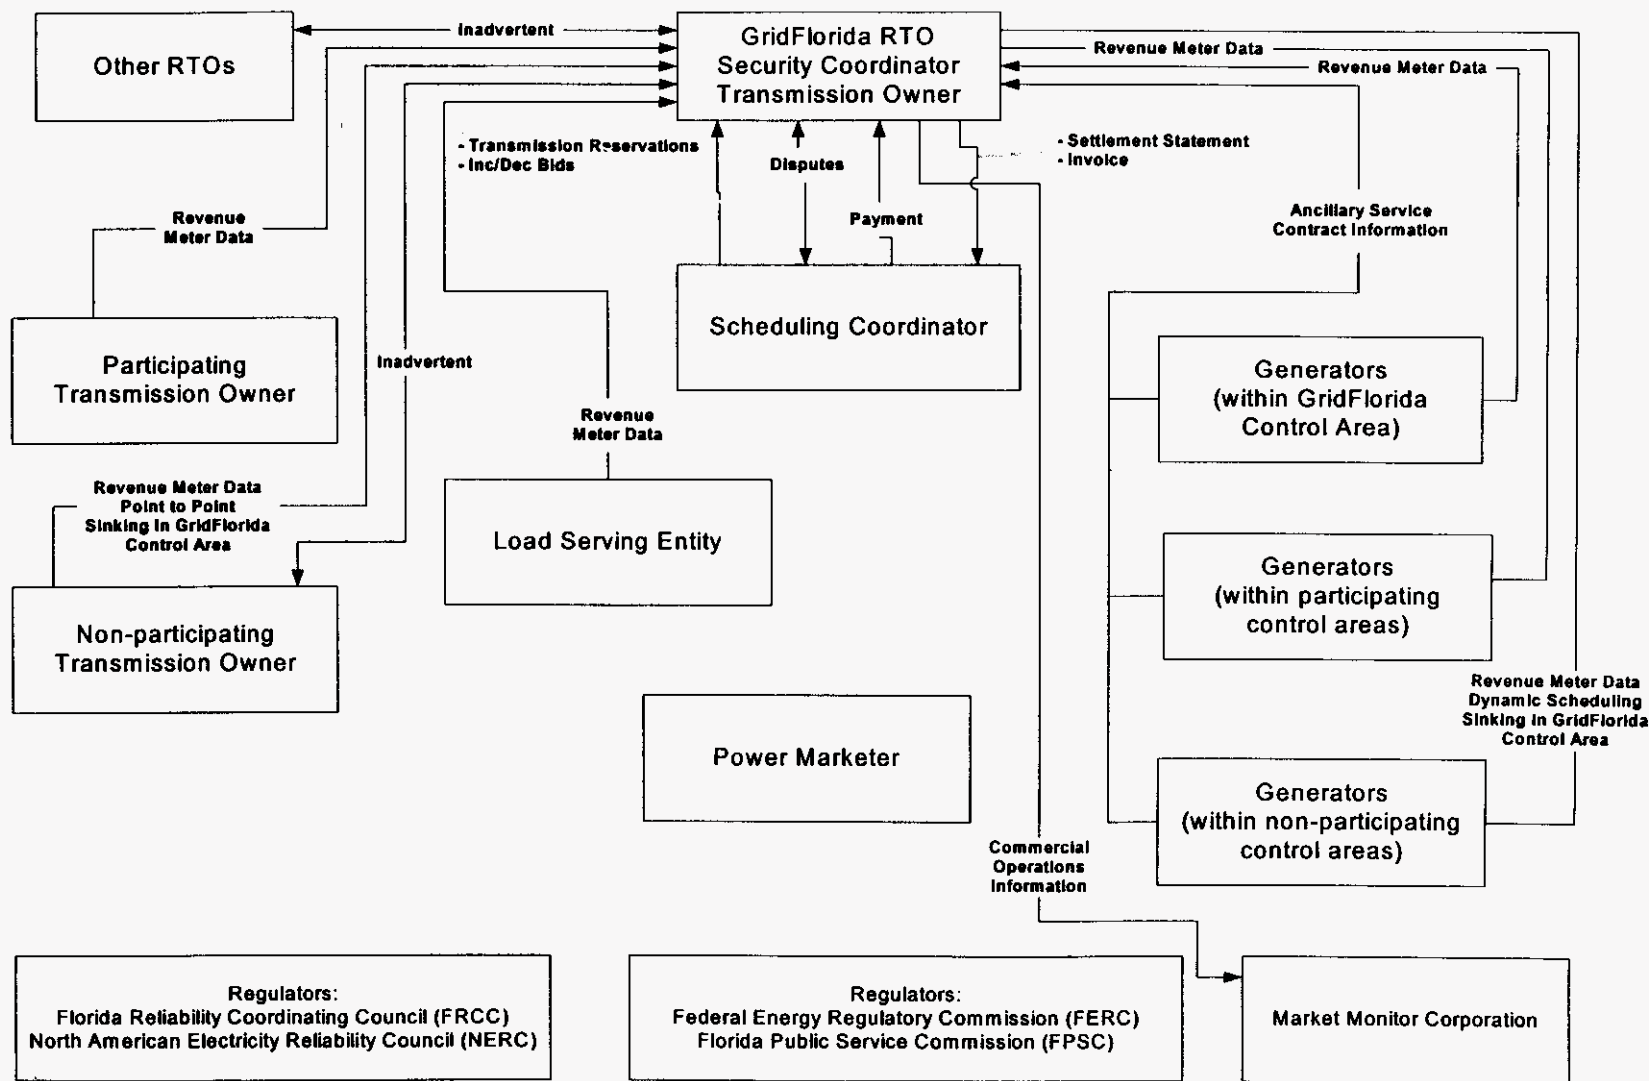 Other RTOs
Inadvertent
GridFlorida RTO
Security Coordinator
Transmission Owner
Revenue Meter Data
Revenue Meter Data
- Transmission Reservations
- Inc/Dec Bids
Disputes
- Settlement Statement
- Invoice
Payment
Revenue
Meter Data
Ancillary Service
Contract Information
Scheduling Coordinator
Participating
Transmission Owner
Inadvertent
Generators
(within GridFlorida
Control Area)
Revenue
Meter Data
Revenue Meter Data
Point to Point
Sinking in GridFlorida
Control Area
Load Serving Entity
Generators
(within participating
control areas)
Non-participating
Transmission Owner
Revenue Meter Data
Dynamic Scheduling
Sinking in GridFlorida
Control Area
Power Marketer
Generators
(within non-participating
control areas)
Commercial
Operations
Information
Regulators:
Florida Reliability Coordinating Council (FRCC)
North American Electricity Reliability Council (NERC)
Regulators:
Federal Energy Regulatory Commission (FERC)
Florida Public Service Commission (FPSC)
Market Monitor Corporation